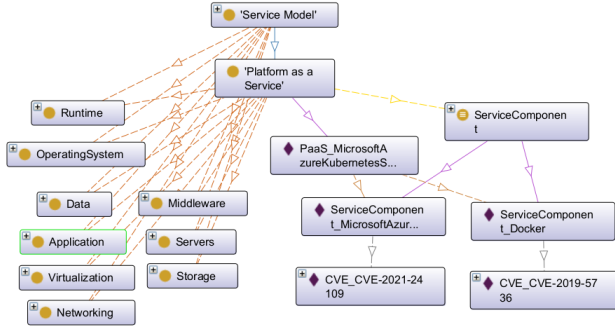 'Service Model'
'Platform as a
Service'
Runtime
ServiceComponen
t
OperatingSystem
PaaS_MicrosoftA
zureKubernetesS...
Data
Middleware
ServiceComponen
t_MicrosoftAzur...
ServiceComponen
t_Docker
Application
Servers
Virtualization
Storage
CVE_CVE-2021-24
109
CVE_CVE-2019-57
36
Networking